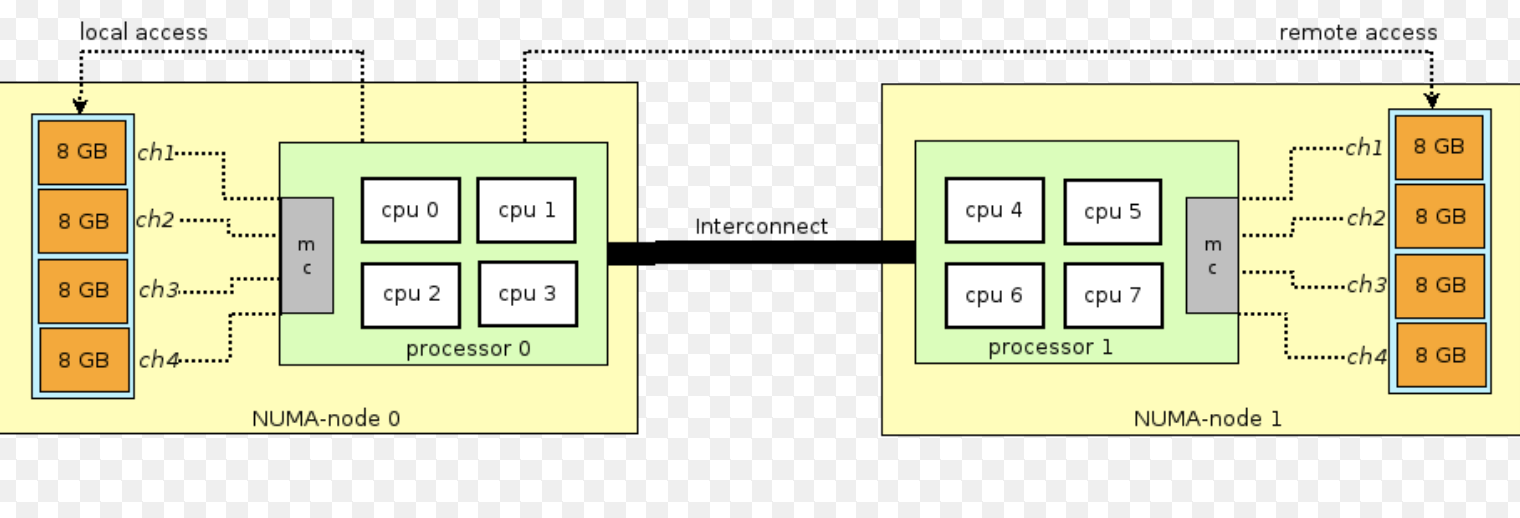 local access
remote access
8 GB
ch1
8 GB
ch2
8 GB
ch3
8 GB
ch4
m
c
cpu 0
cpu 1
cpu 2
cpu 3
processor 0
NUMA-node 0
Interconnect
cpu 4
cpu 5
cpu 6
cpu 7
processor 1
m
c
ch1
8 GB
ch2
8 GB
ch3
8 GB
ch4
8 GB
NUMA-node 1